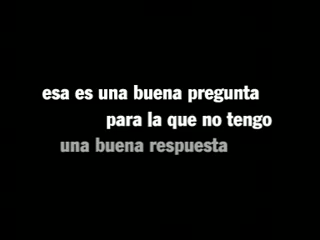 esa es una buena pregunta
para la que no tengo
una buena respuesta